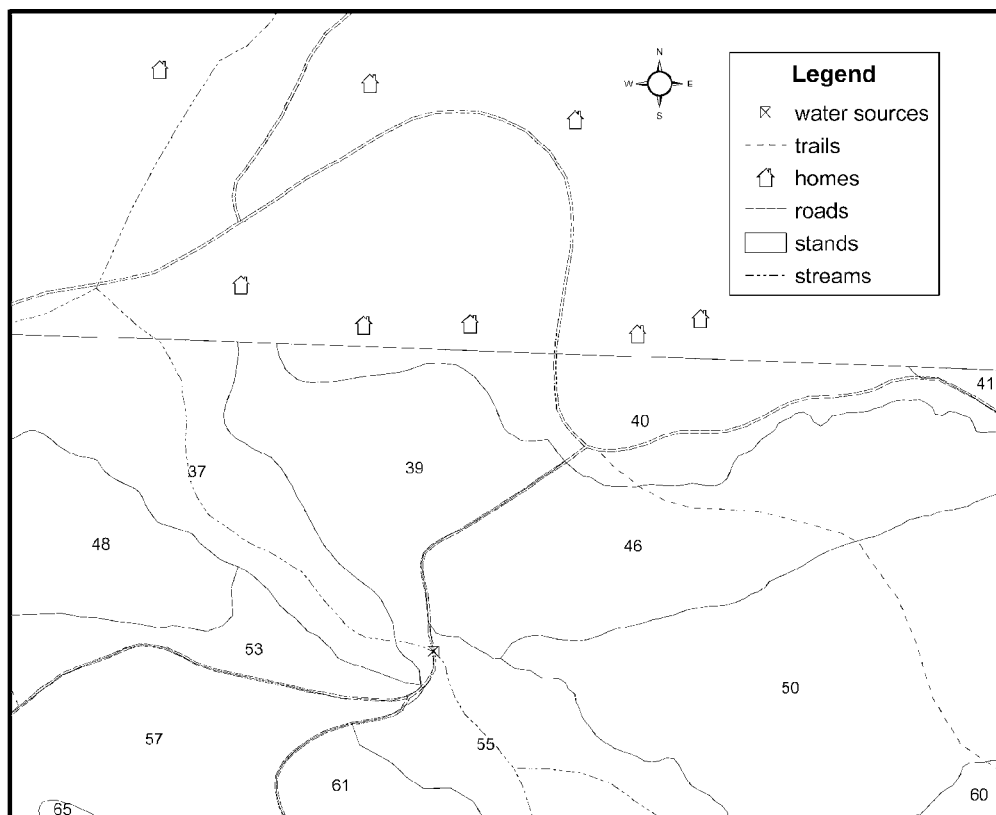 N
W E
S
Legend
water sources
trails
homes
roads
stands
streams
41
40
37
39
48
46
53
50
57
55
61
60
65